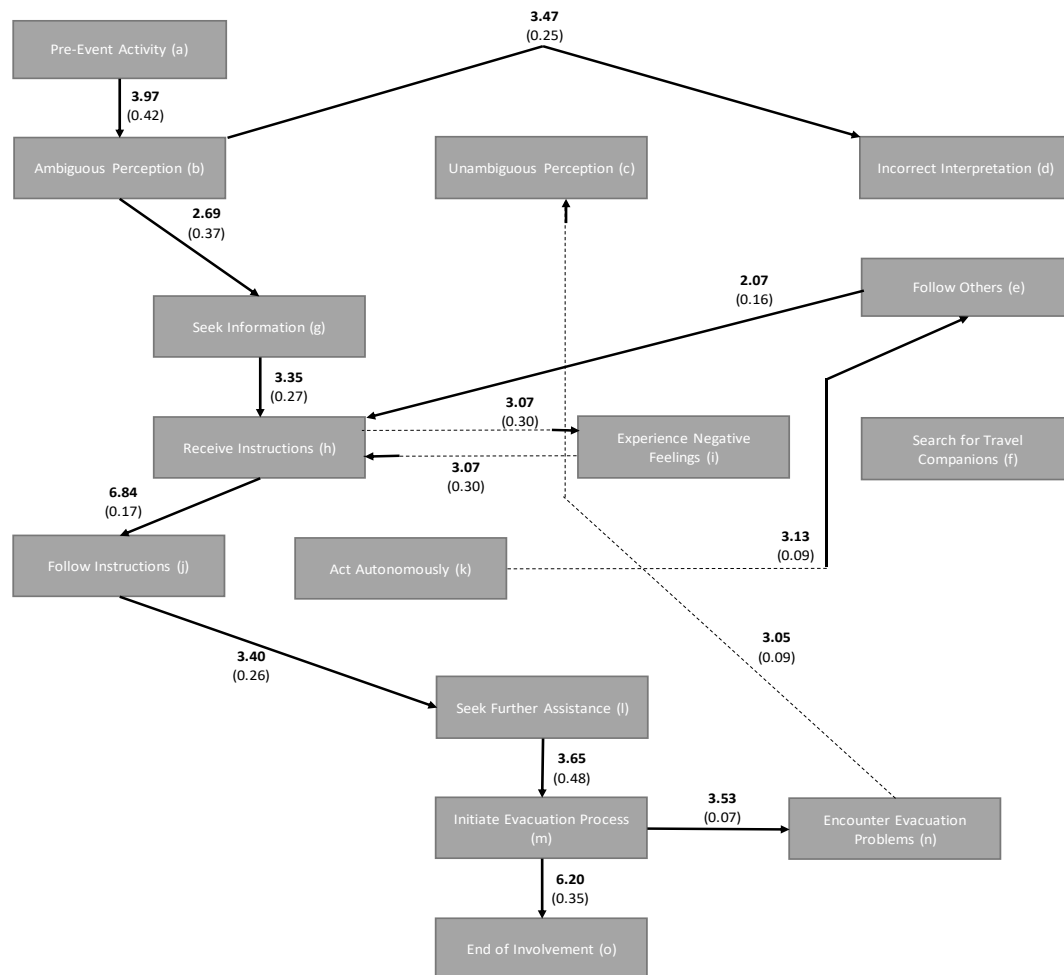 3.47
(0.25)
Pre-Event Activity (a)
3.97
(0.42)
Ambiguous Perception (b)
Unambiguous Perception (c)
Incorrect Interpretation (d)
2.69
(0.37)
2.07
(0.16)
Follow Others (e)
Seek Information (g)
3.35
(0.27)
3.07
(0.30)
Receive Instructions (h)
Experience Negative
Feelings (i)
Search for Travel
Companions (f)
3.07
(0.30)
6.84
(0.17)
3.13
(0.09)
Follow Instructions (j)
Act Autonomously (k)
3.05
(0.09)
3.40
(0.26)
Seek Further Assistance (l)
3.65
(0.48)
3.53
(0.07)
Initiate Evacuation Process
(m)
Encounter Evacuation
Problems (n)
6.20
(0.35)
End of Involvement (o)